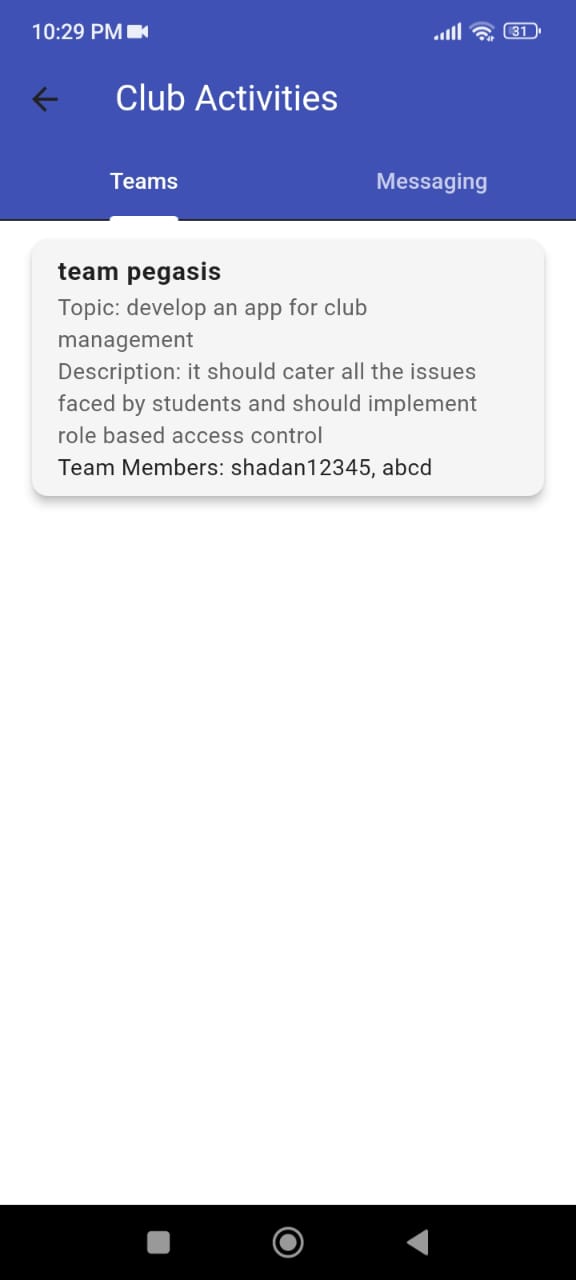 10:29 PM 31
Club Activities
Teams Messaging
team pegasis
Topic: develop an app for club
management
Description: it should cater all the issues
faced by students and should implement
role based access control
Team Members: shadan12345, abcd